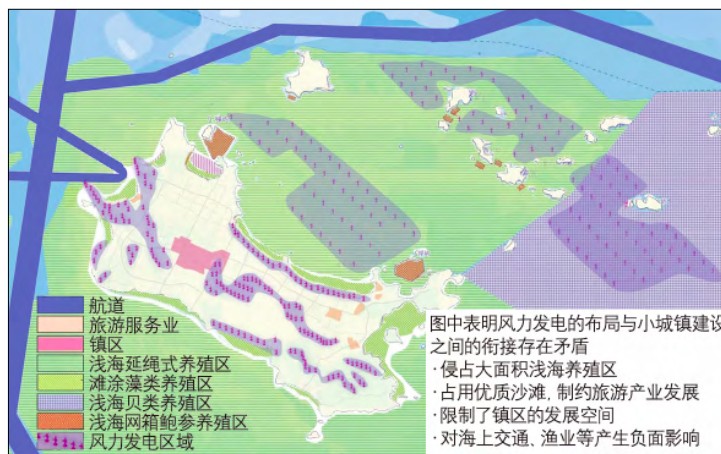 航道
旅游服务业
镇区
浅海延绳式养殖区
滩涂藻类养殖区
浅海贝类养殖区
浅海网箱鲍参养殖区
风力发电区域
图中表明风力发电的布局与小城镇建设
之间的衔接存在矛盾
·侵占大面积浅海养殖区
·占用优质沙滩, 制约旅游产业发展
·限制了镇区的发展空间
·对海上交通、渔业等产生负面影响